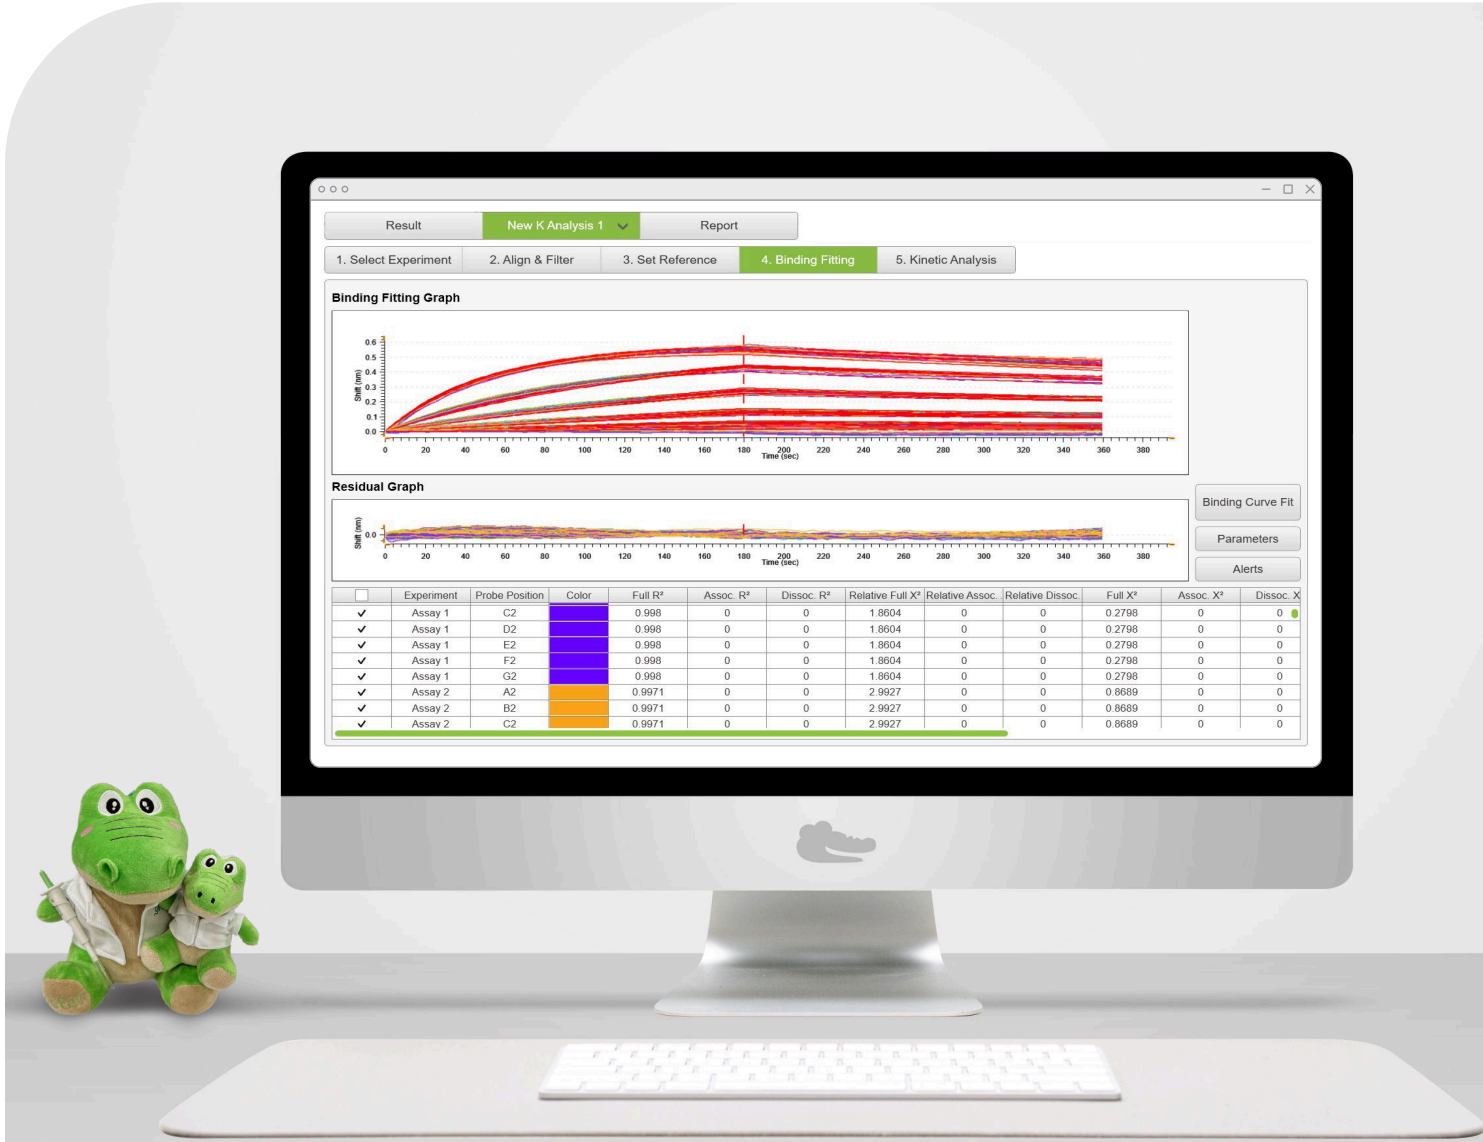 Result New K Analysis 1 Report
1. Select Experiment 2. Align & Filter 3. Set Reference 4. Binding Fitting 5. Kinetic Analysis
Binding Fitting Graph
Shift (nm)
0.6
0.5
0.4
0.3
0.2
0.1
0.0
0 20 40 60 80 100 120 140 160 180 200 220 240 260 280 300 320 340 360 380
Time (sec)
Residual Graph
Shift (nm)
0.0
0 20 40 60 80 100 120 140 160 180 200 220 240 260 280 300 320 340 360 380
Time (sec)
Binding Curve Fit
Parameters
Alerts
Experiment Probe Position Color Full R² Assoc. R² Dissoc. R² Relative Full X² Relative Assoc. Relative Dissoc. Full X² Assoc. X² Dissoc. X
Assay 1 C2 0.998 0 0 1.8604 0 0 0.2798 0 0
Assay 1 D2 0.998 0 0 1.8604 0 0 0.2798 0 0
Assay 1 E2 0.998 0 0 1.8604 0 0 0.2798 0 0
Assay 1 F2 0.998 0 0 1.8604 0 0 0.2798 0 0
Assay 1 G2 0.998 0 0 1.8604 0 0 0.2798 0 0
Assay 2 A2 0.9971 0 0 2.9927 0 0 0.8689 0 0
Assay 2 B2 0.9971 0 0 2.9927 0 0 0.8689 0 0
Assay 2 C2 0.9971 0 0 2.9927 0 0 0.8689 0 0